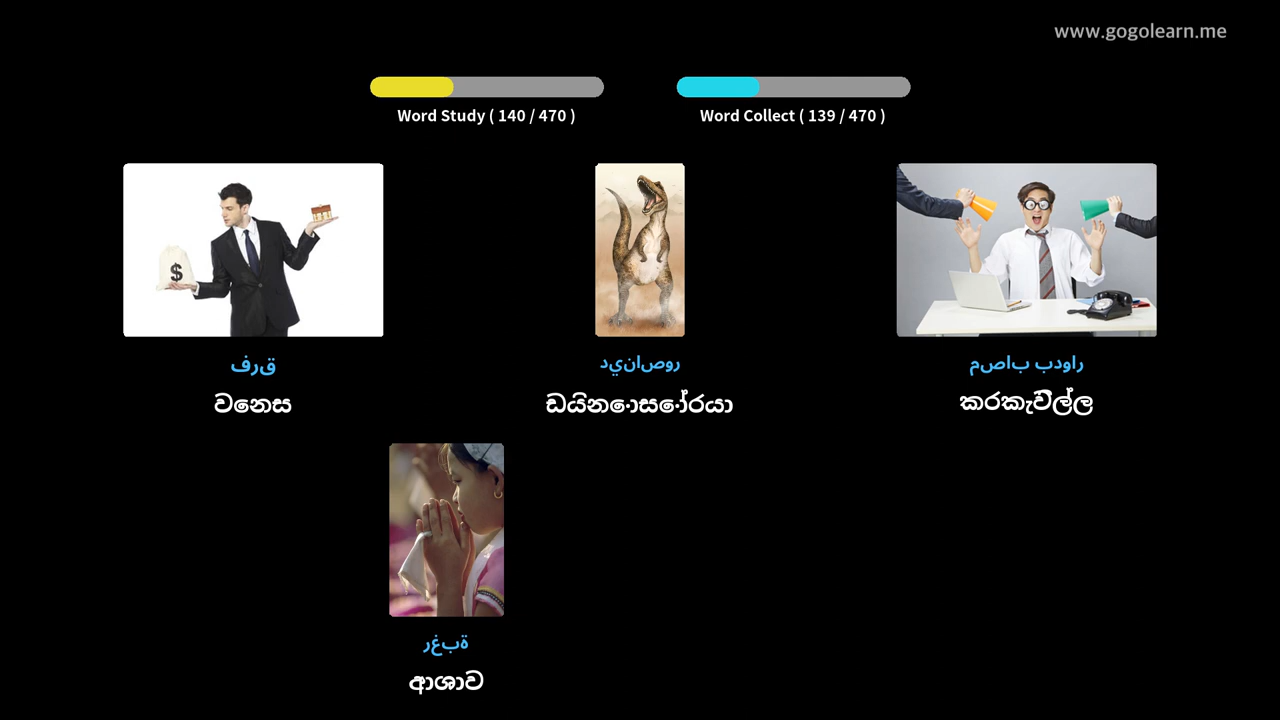 www.gogolearn.me
Word Study ( 140 / 470 )
Word Collect ( 139 / 470 )
فرق
වෙනස
ديناصور
ඩයිනෝසෝරයා
مصاب بدوار
කරකැවිල්ල
رغبة
ආශාව